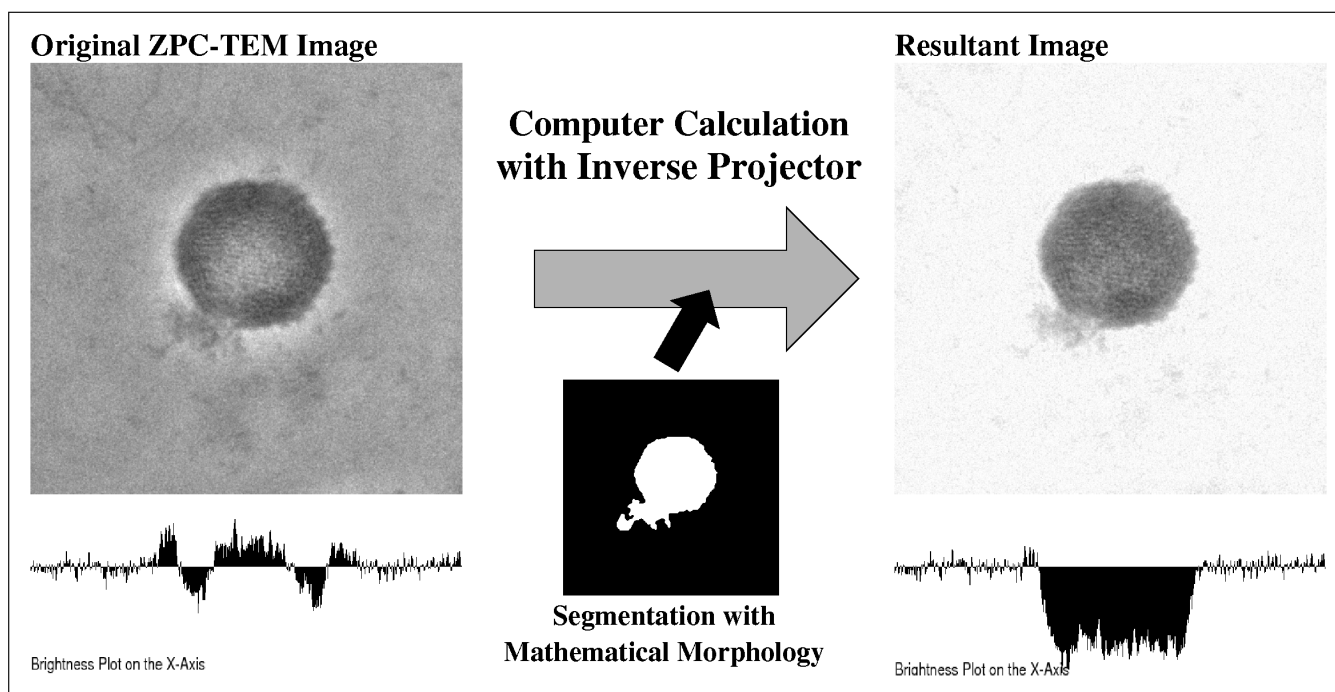 Original ZPC-TEM Image
Resultant Image
Computer Calculation
with Inverse Projector
Segmentation with
Mathematical Morphology
Brightness Plot on the X-Axis
Brightness Plot on the X-Axis